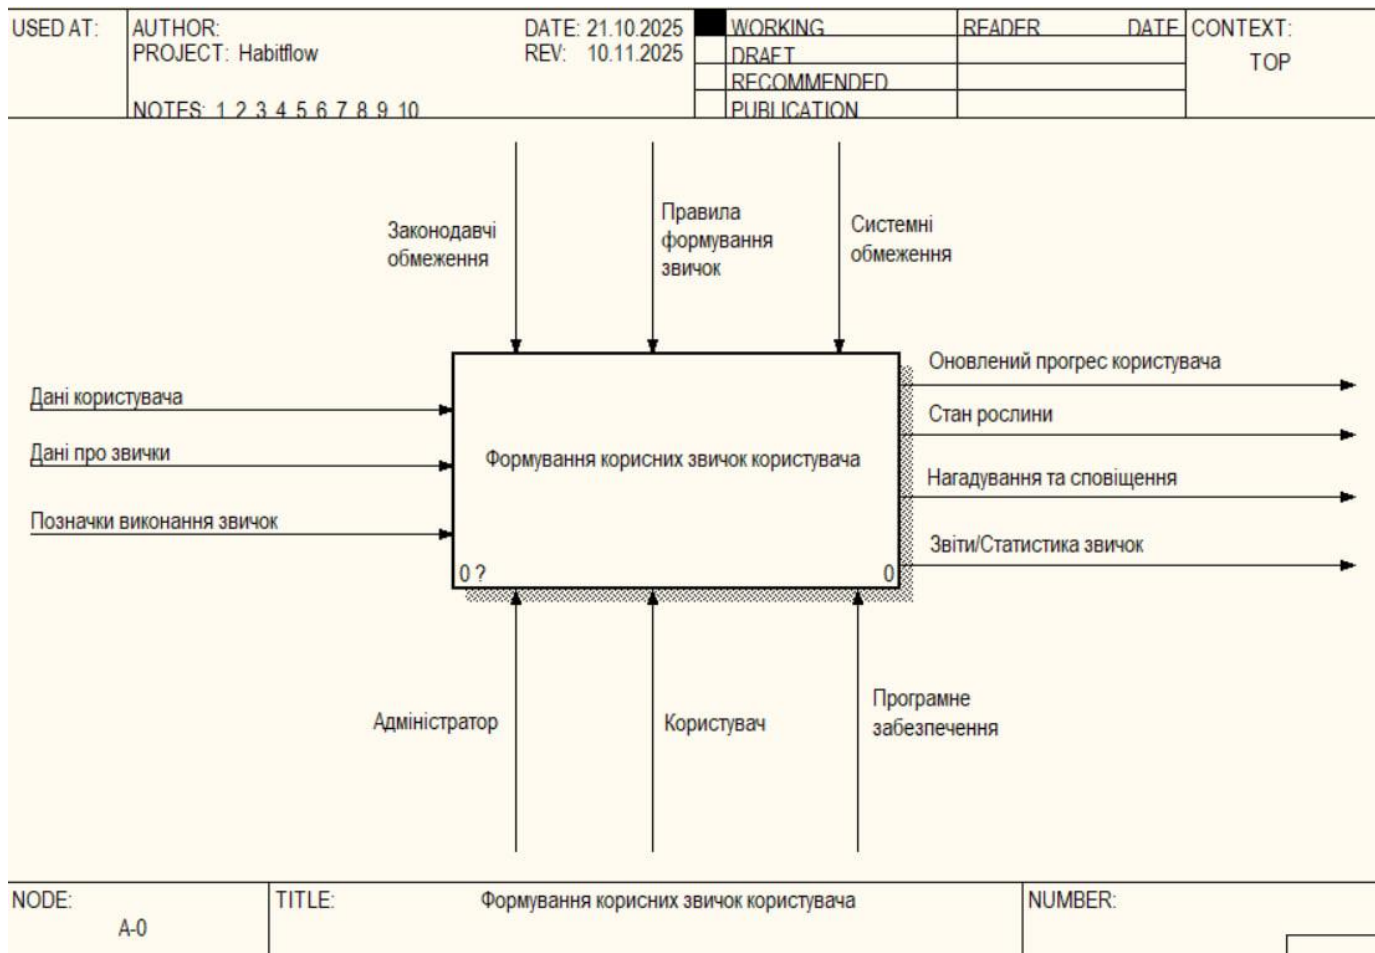 USED AT:
AUTHOR:
DATE: 21.10.2025
PROJECT: Habitflow
REV: 10.11.2025
NOTES: 1 2 3 4 5 6 7 8 9 10
WORKING
DRAFT
RECOMMENDED
PUBLICATION
READER DATE
CONTEXT:
TOP
Законодавчі
обмеження
Правила
формування
звичок
Системні
обмеження
Дані користувача
Дані про звички
Позначки виконання звичок
Формування корисних звичок користувача
0 ?
0
Оновлений прогрес користувача
Стан рослини
Нагадування та сповіщення
Звіти/Статистика звичок
Адміністратор
Користувач
Програмне
забезпечення
NODE:
A-0
TITLE:
Формування корисних звичок користувача
NUMBER: